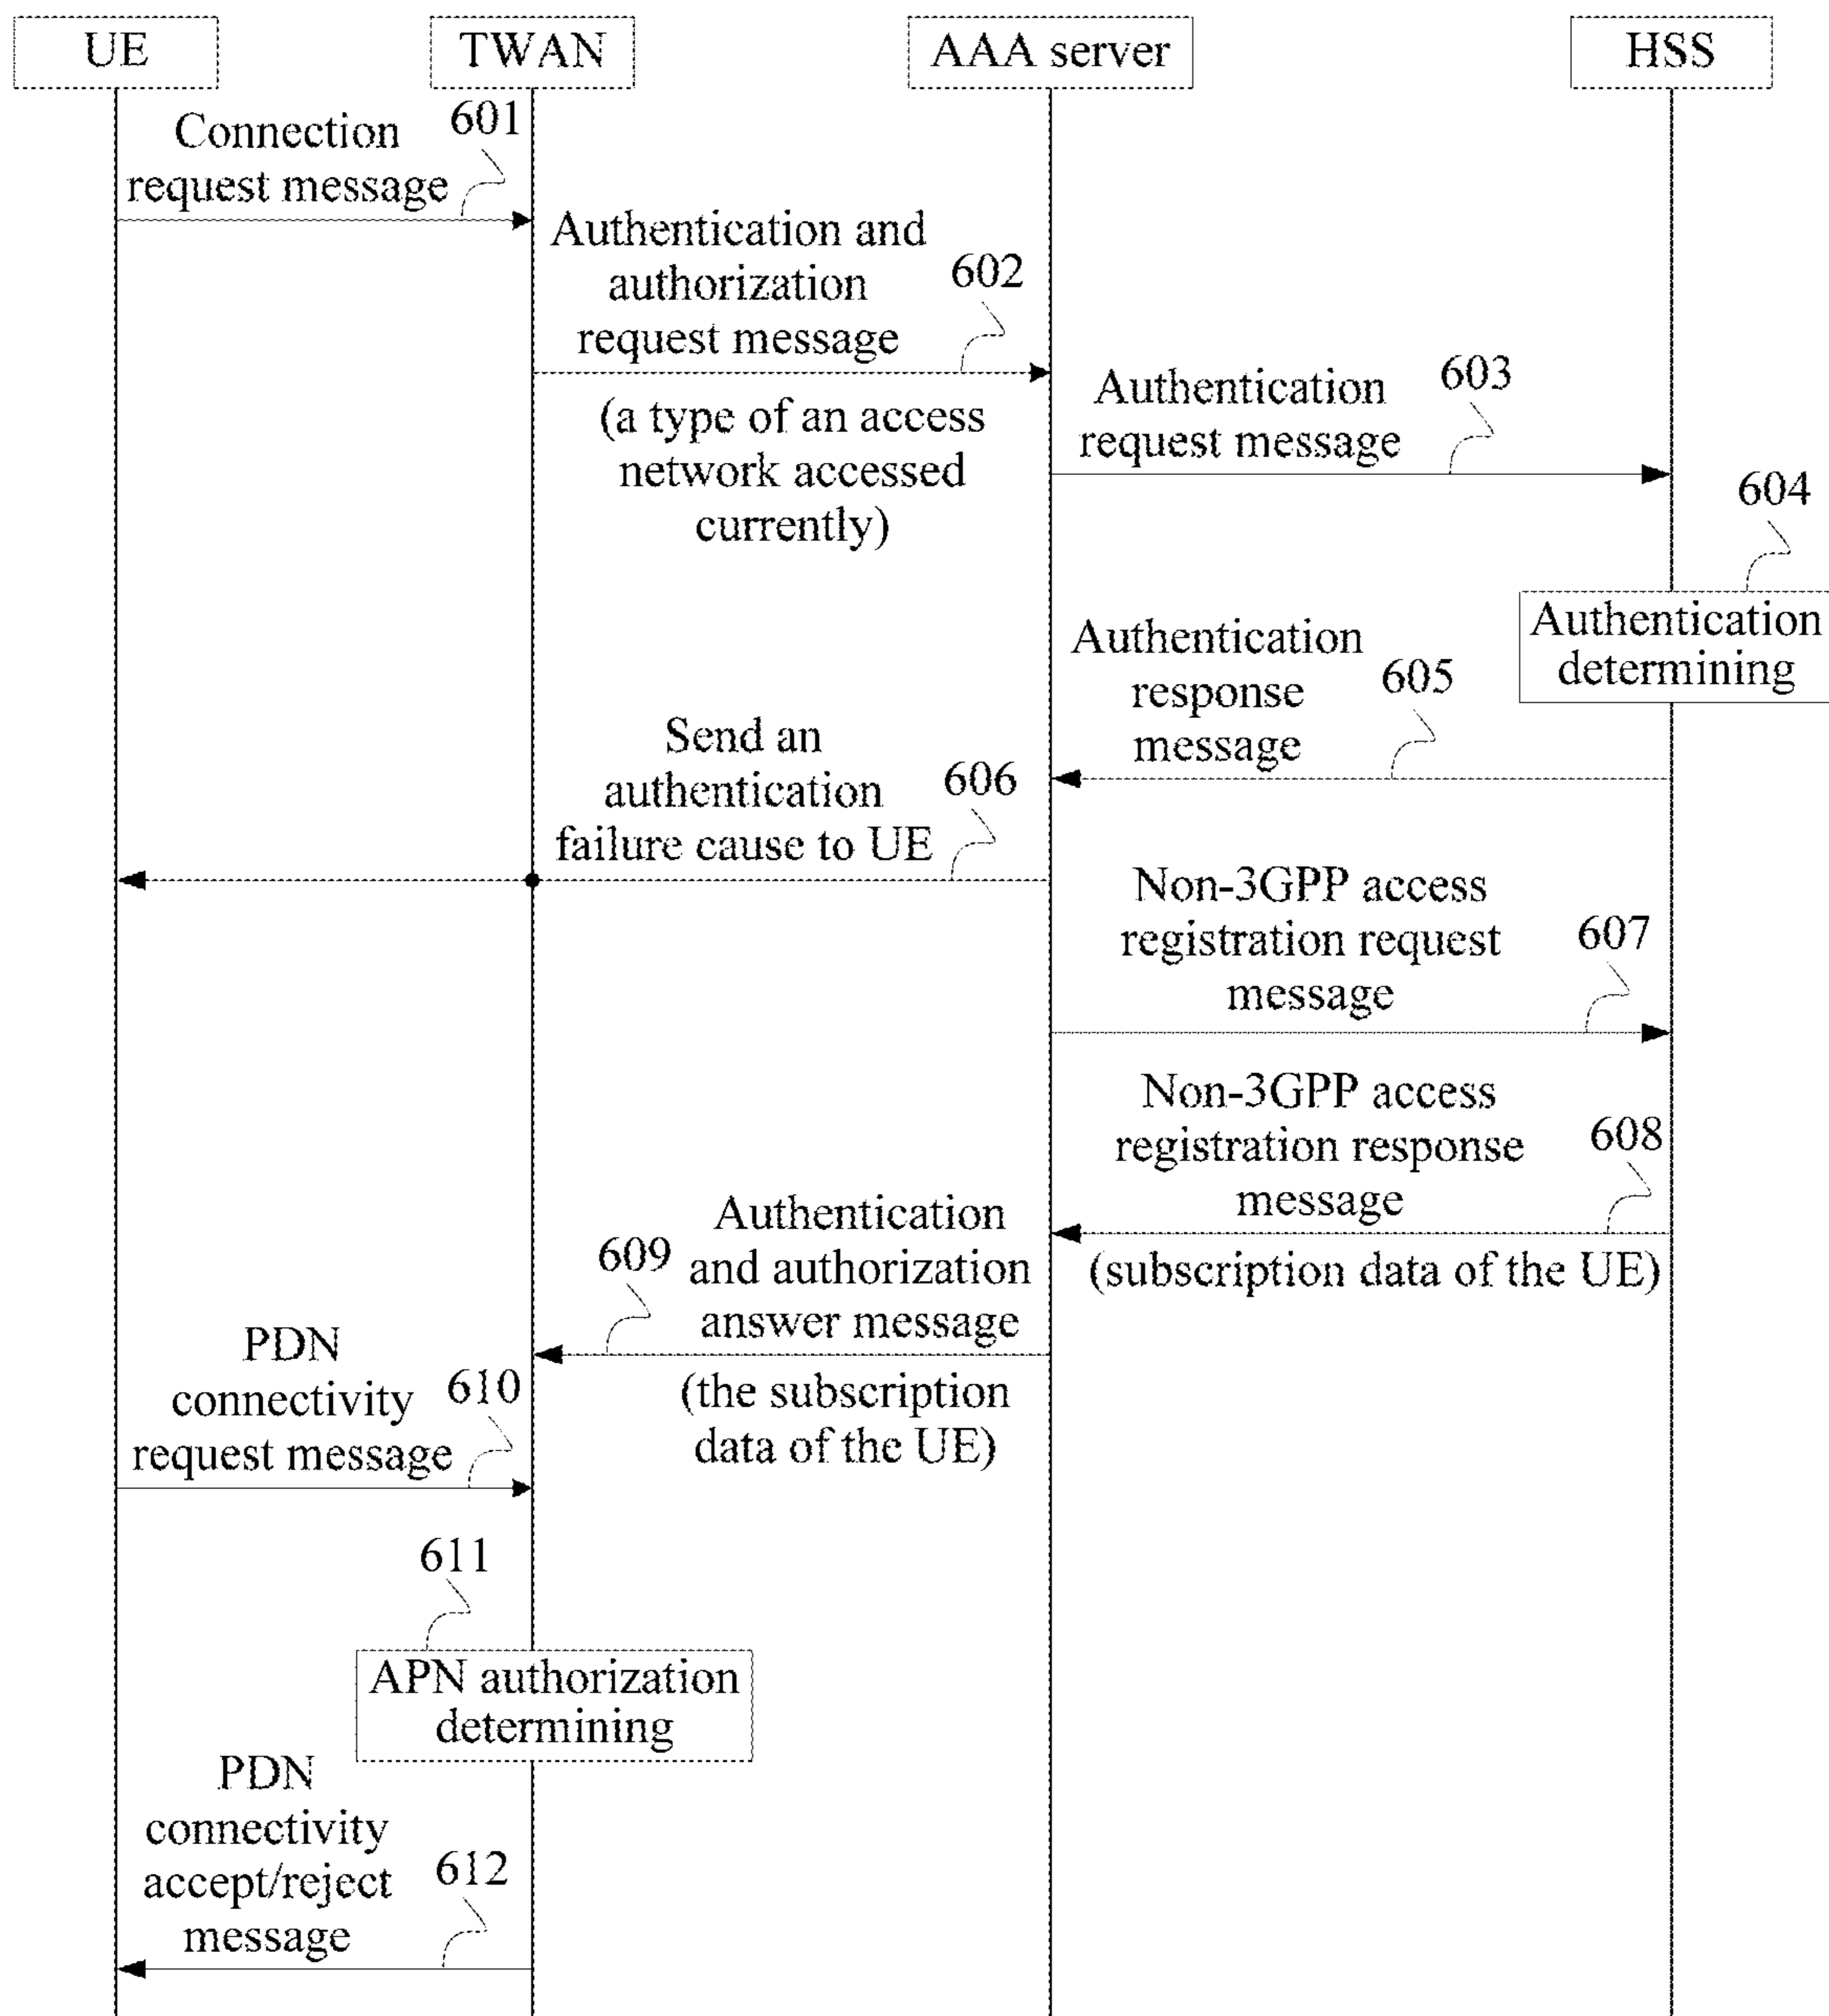 UE
TWAN
AAA server
HSS
Connection
request message
601
Authentication and
authorization
request message
602
(a type of an access
network accessed
currently)
Authentication
request message
603
604
Authentication
determining
Authentication
response
message
605
Send an
authentication
failure cause to UE
606
Non-3GPP access
registration request
message
607
Non-3GPP access
registration response
message
608
(subscription data of the UE)
Authentication
and authorization
answer message
609
(the subscription
data of the UE)
PDN
connectivity
request message
610
611
APN authorization
determining
PDN
connectivity
accept/reject
message
612